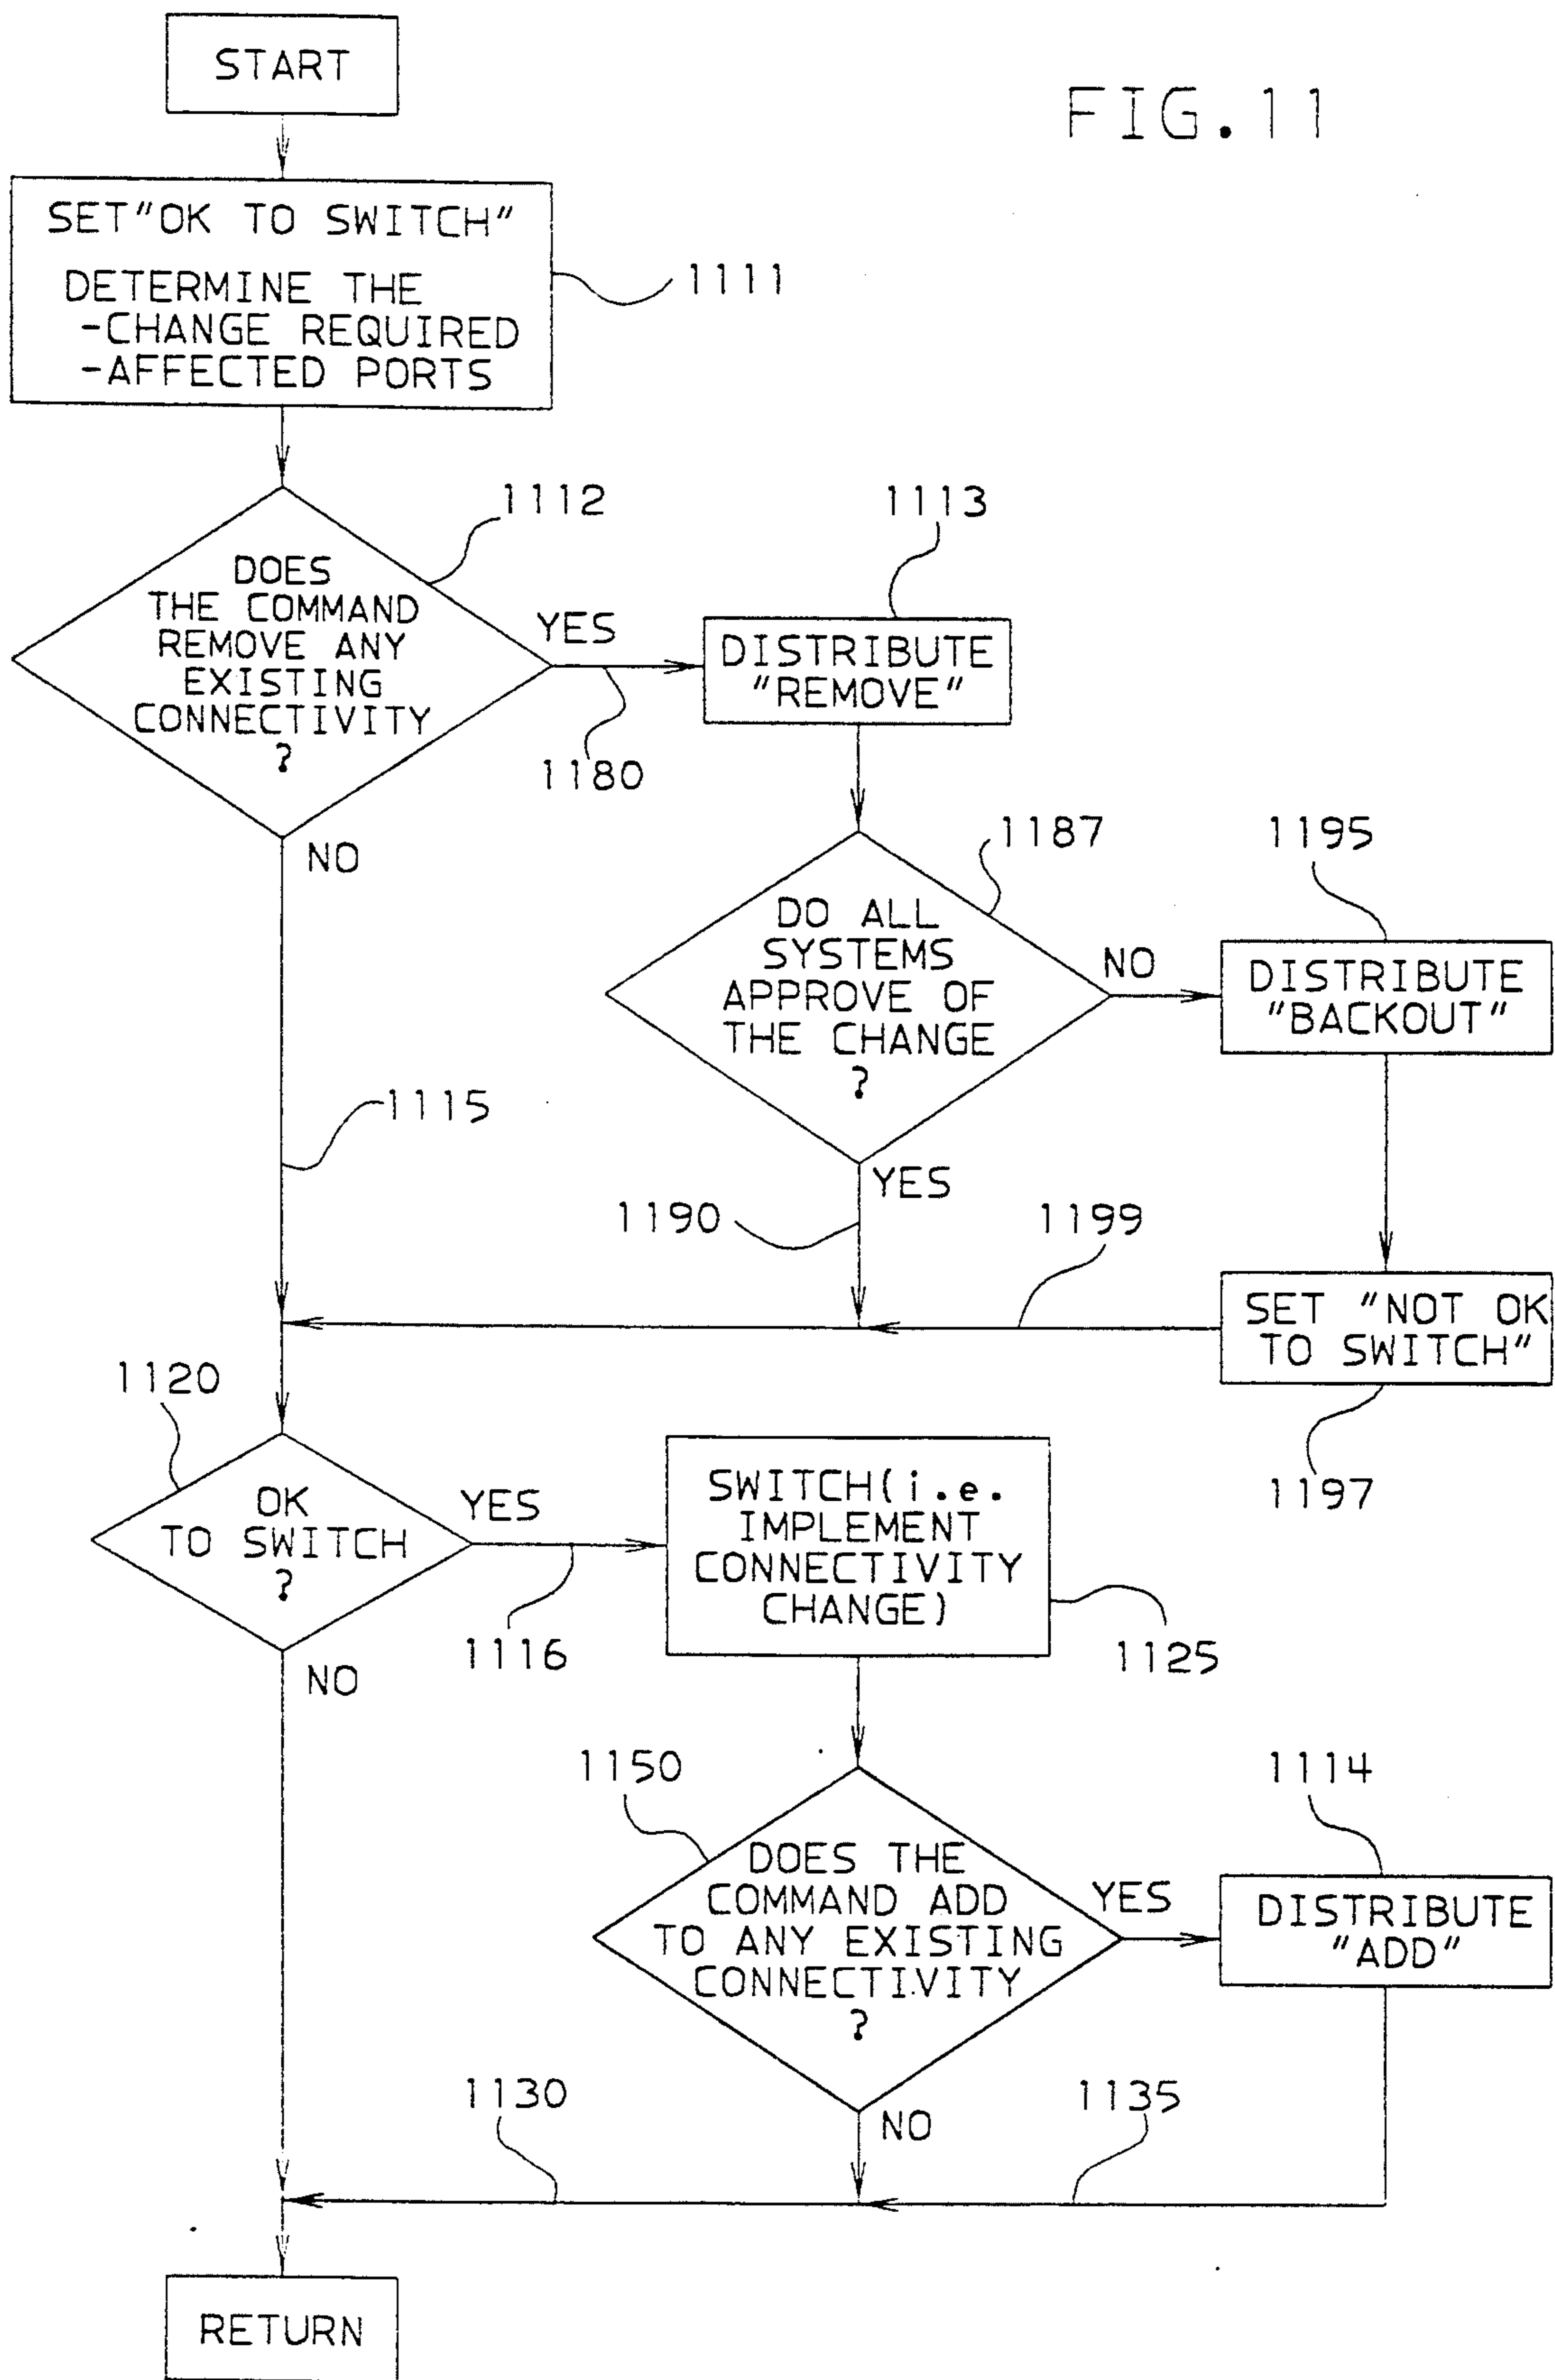 START
FIG.11
SET"OK TO SWITCH"
DETERMINE THE
-CHANGE REQUIRED
-AFFECTED PORTS
1111
1112
DOES
THE COMMAND
REMOVE ANY
EXISTING
CONNECTIVITY
?
YES
1180
NO
1113
DISTRIBUTE
"REMOVE"
1187
DO ALL
SYSTEMS
APPROVE OF
THE CHANGE
?
NO
1195
DISTRIBUTE
"BACKOUT"
1115
YES
1190
1199
SET "NOT OK
TO SWITCH"
1197
1120
OK
TO SWITCH
?
YES
1116
NO
SWITCH(i.e.
IMPLEMENT
CONNECTIVITY
CHANGE)
1125
1150
DOES THE
COMMAND ADD
TO ANY EXISTING
CONNECTIVITY
?
YES
1114
DISTRIBUTE
"ADD"
NO
1130
1135
RETURN